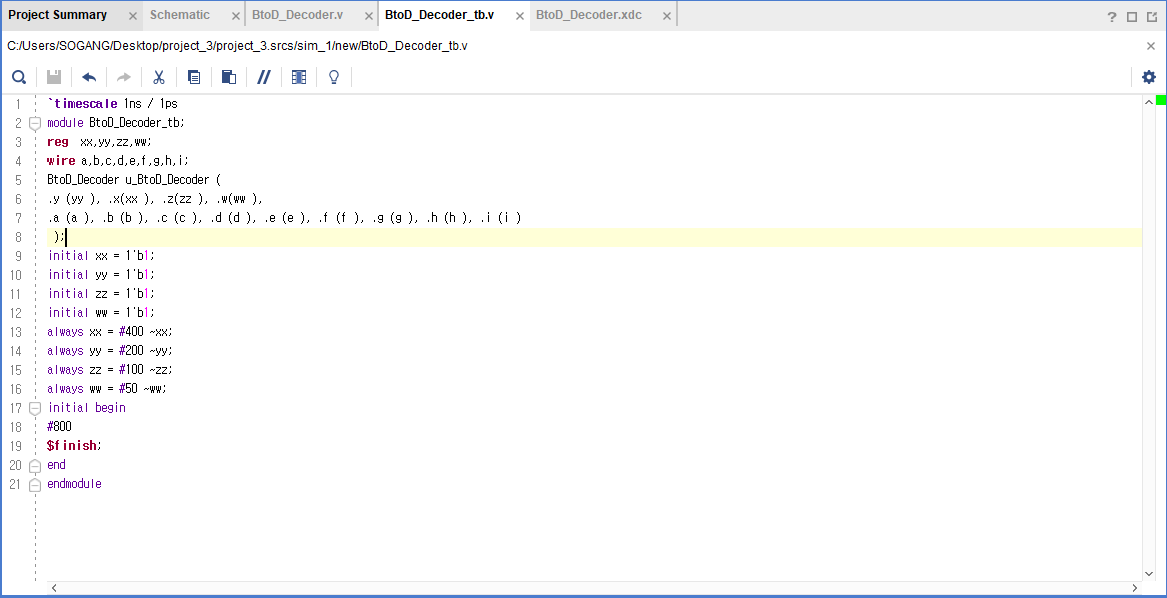 Project Summary × Schematic × BtoD_Decoder.v × BtoD_Decoder_tb.v × BtoD_Decoder.xdc × ?
C:/Users/SOGANG/Desktop/project_3/project_3.srcs/sim_1/new/BtoD_Decoder_tb.v ×
//
1 `timescale 1ns / 1ps
2 module BtoD_Decoder_tb;
3 reg xx,yy,zz,ww;
4 wire a,b,c,d,e,f,g,h,i;
5 BtoD_Decoder u_BtoD_Decoder (
6 .y (yy ), .x(xx ), .z(zz ), .w(ww ),
7 .a (a ), .b (b ), .c (c ), .d (d ), .e (e ), .f (f ), .g (g ), .h (h ), .i (i )
8 );
9 initial xx = 1'b1;
10 initial yy = 1'b1;
11 initial zz = 1'b1;
12 initial ww = 1'b1;
13 always xx = #400 ~xx;
14 always yy = #200 ~yy;
15 always zz = #100 ~zz;
16 always ww = #50 ~ww;
17 initial begin
18 #800
19 $finish;
20 end
21 endmodule